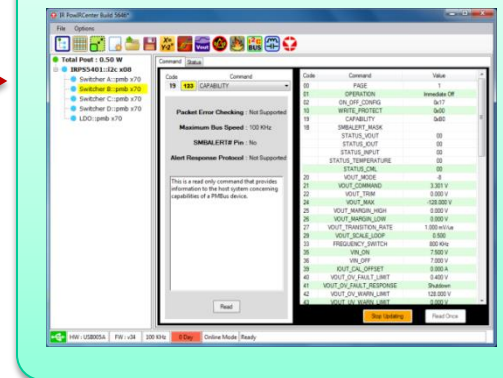 IR PowIRCenter Build 5646*
File Options
Total Pout : 0.50 W
IRPS5401::I2c x00
Switcher A::pmb x70
Switcher B::pmb x70
Switcher C::pmb x70
Switcher D::pmb x70
LDO::pmb x70
Command Status
Code Command
19 133 CAPABILITY
Packet Error Checking : Not Supported
Maximum Bus Speed : 100 KHz
SMBALERT# Pin : No
Alert Response Protocol : Not Supported
This is a read only command that provides
information to the host system concerning
capabilities of a PMBus device.
Read
Code Command Value
00 PAGE 1
01 OPERATION Immediate Off
02 ON_OFF_CONFIG 0x17
10 WRITE_PROTECT 0x00
19 CAPABILITY
1B SMBALERT_MASK
STATUS_VOUT 00
STATUS_IOUT 00
STATUS_INPUT 00
STATUS_TEMPERATURE 00
STATUS_CML 00
20 VOUT_MODE -8
21 VOUT_COMMAND 3.301 V
22 VOUT_TRIM 0.000 V
24 VOUT_MAX -128.000 V
25 VOUT_MARGIN_HIGH 0.000 V
26 VOUT_MARGIN_LOW 0.000 V
27 VOUT_TRANSITION_RATE 1.000 mV/us
29 VOUT_SCALE_LOOP 0.500
33 FREQUENCY_SWITCH 800 KHz
35 VIN_ON 7.500 V
36 VIN_OFF 7.000 V
39 IOUT_CAL_OFFSET 0.000 A
40 VOUT_OV_FAULT_LIMIT 0.400 V
41 VOUT_OV_FAULT_RESPONSE Shutdown
42 VOUT_OV_WARN_LIMIT 128.000 V
43 VOUT_UV_WARN_LIMIT 0.000 V
Stop Updating Read Once
HW : USB005A FW : v34 100 KHz 0 Day Online Mode Ready